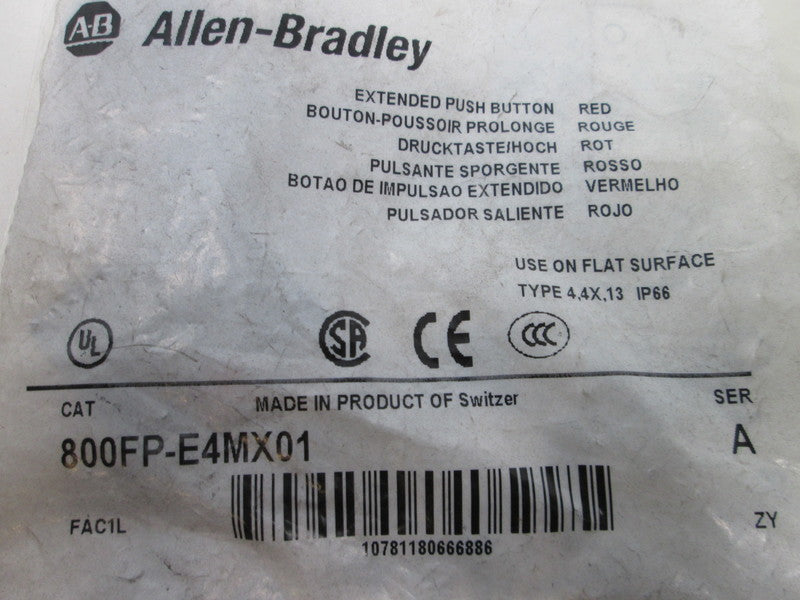 A-B Allen-Bradley
EXTENDED PUSH BUTTON RED
BOUTON-POUSSOIR PROLONGE ROUGE
DRUCKTASTE/HOCH ROT
PULSANTE SPORGENTE ROSSO
BOTAO DE IMPULSAO EXTENDIDO VERMELHO
PULSADOR SALIENTE ROJO
USE ON FLAT SURFACE
TYPE 4,4X,13 IP66
UL SA CE CCC
CAT MADE IN PRODUCT OF Switzer SER
800FP-E4MX01 A
FAC1L ZY
10781180666886